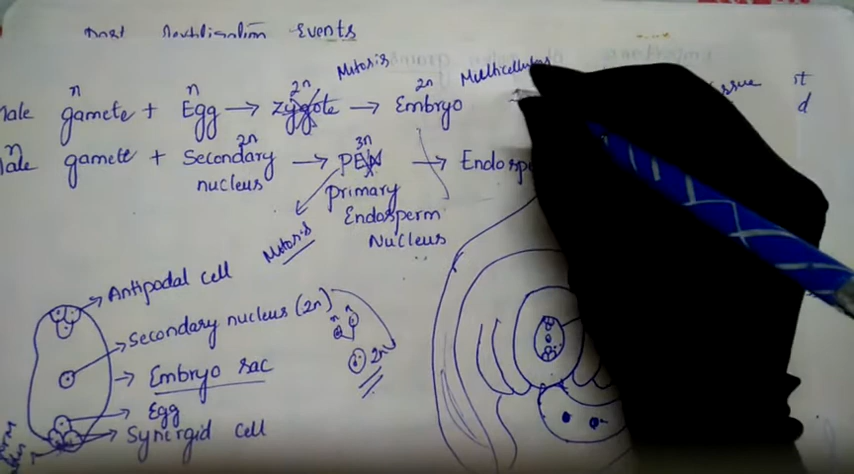 Post Fertilisation Events
Male gamete + Egg → Zygote → Embryo
n n 2n Mitosis 2n Multicellular
tissue
Male gamete + Secondary nucleus → PEN → Endosp
n 2n 3n
Primary
Endosperm
Nucleus
Mitosis
Antipodal cell
Secondary nucleus (2n)
n n
2n
Embryo sac
Egg
Synergid cell